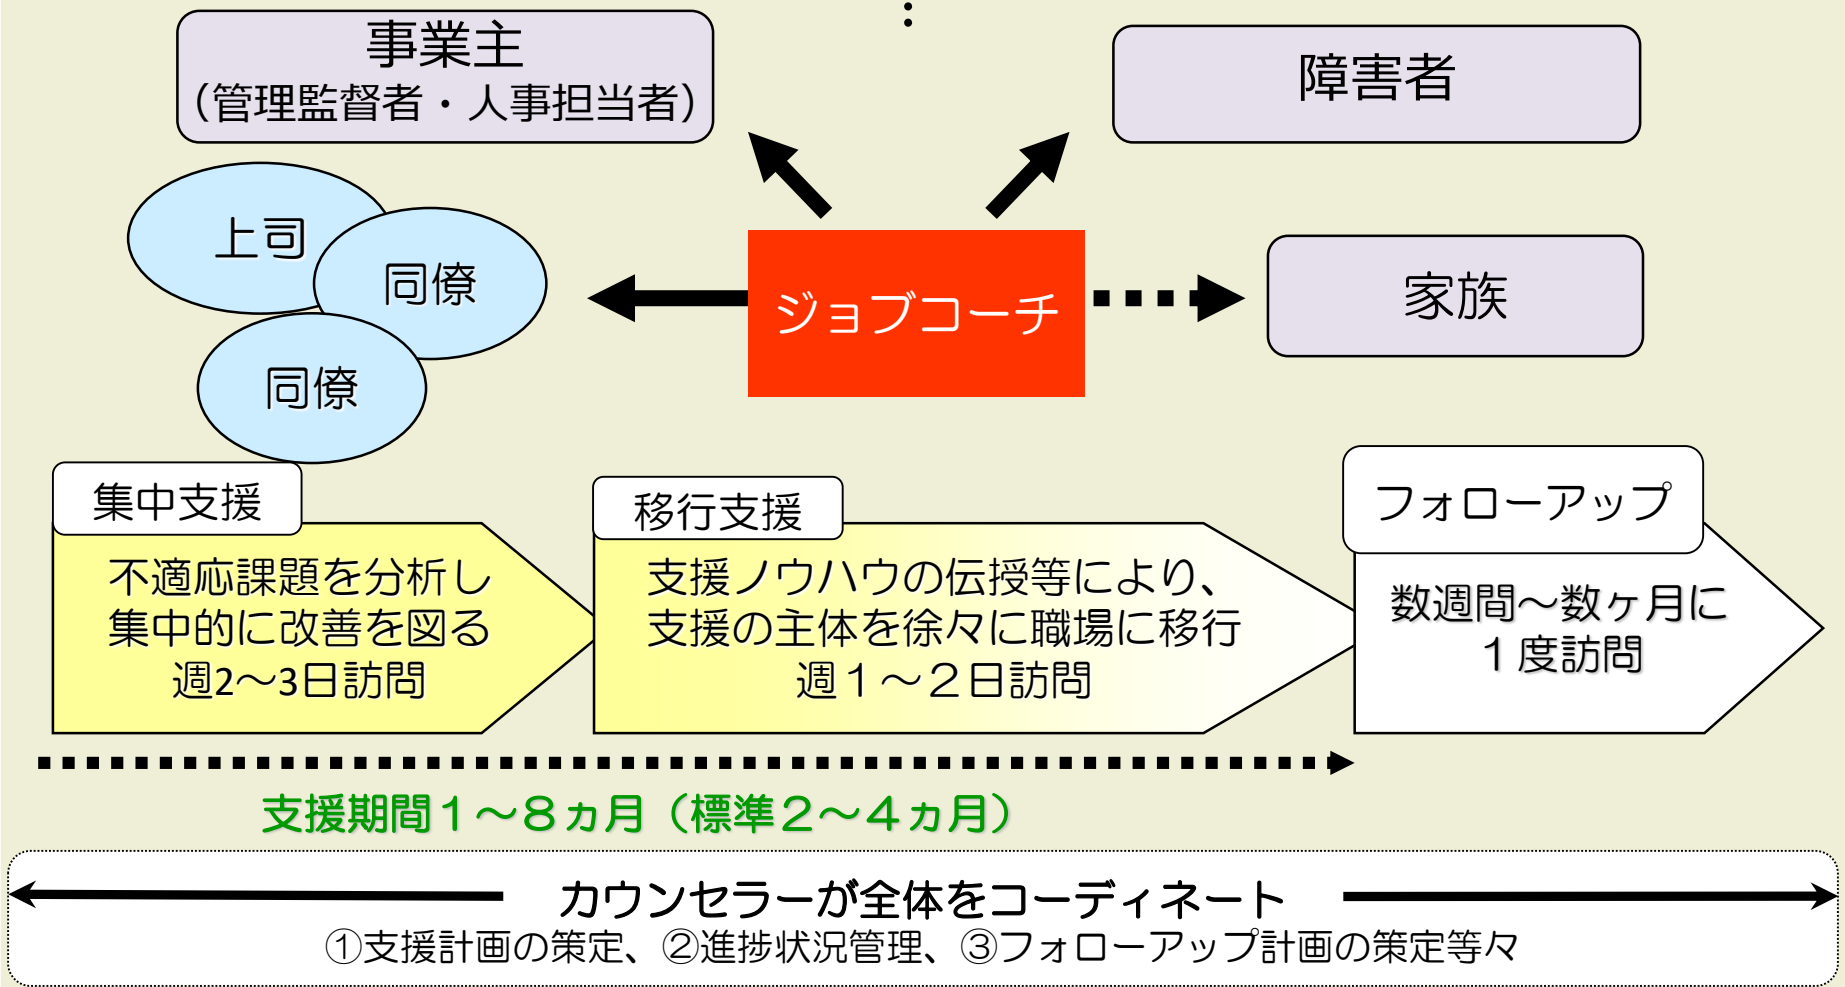 事業主
（管理監督者・人事担当者）
障害者
上司
同僚
同僚
ジョブコーチ
家族
集中支援
不適応課題を分析し
集中的に改善を図る
週2～3日訪問
移行支援
支援ノウハウの伝授等により、
支援の主体を徐々に職場に移行
週１～２日訪問
フォローアップ
数週間～数ヶ月に
１度訪問
支援期間１～８ヵ月（標準２～４ヵ月）
カウンセラーが全体をコーディネート
①支援計画の策定、②進捗状況管理、③フォローアップ計画の策定等々